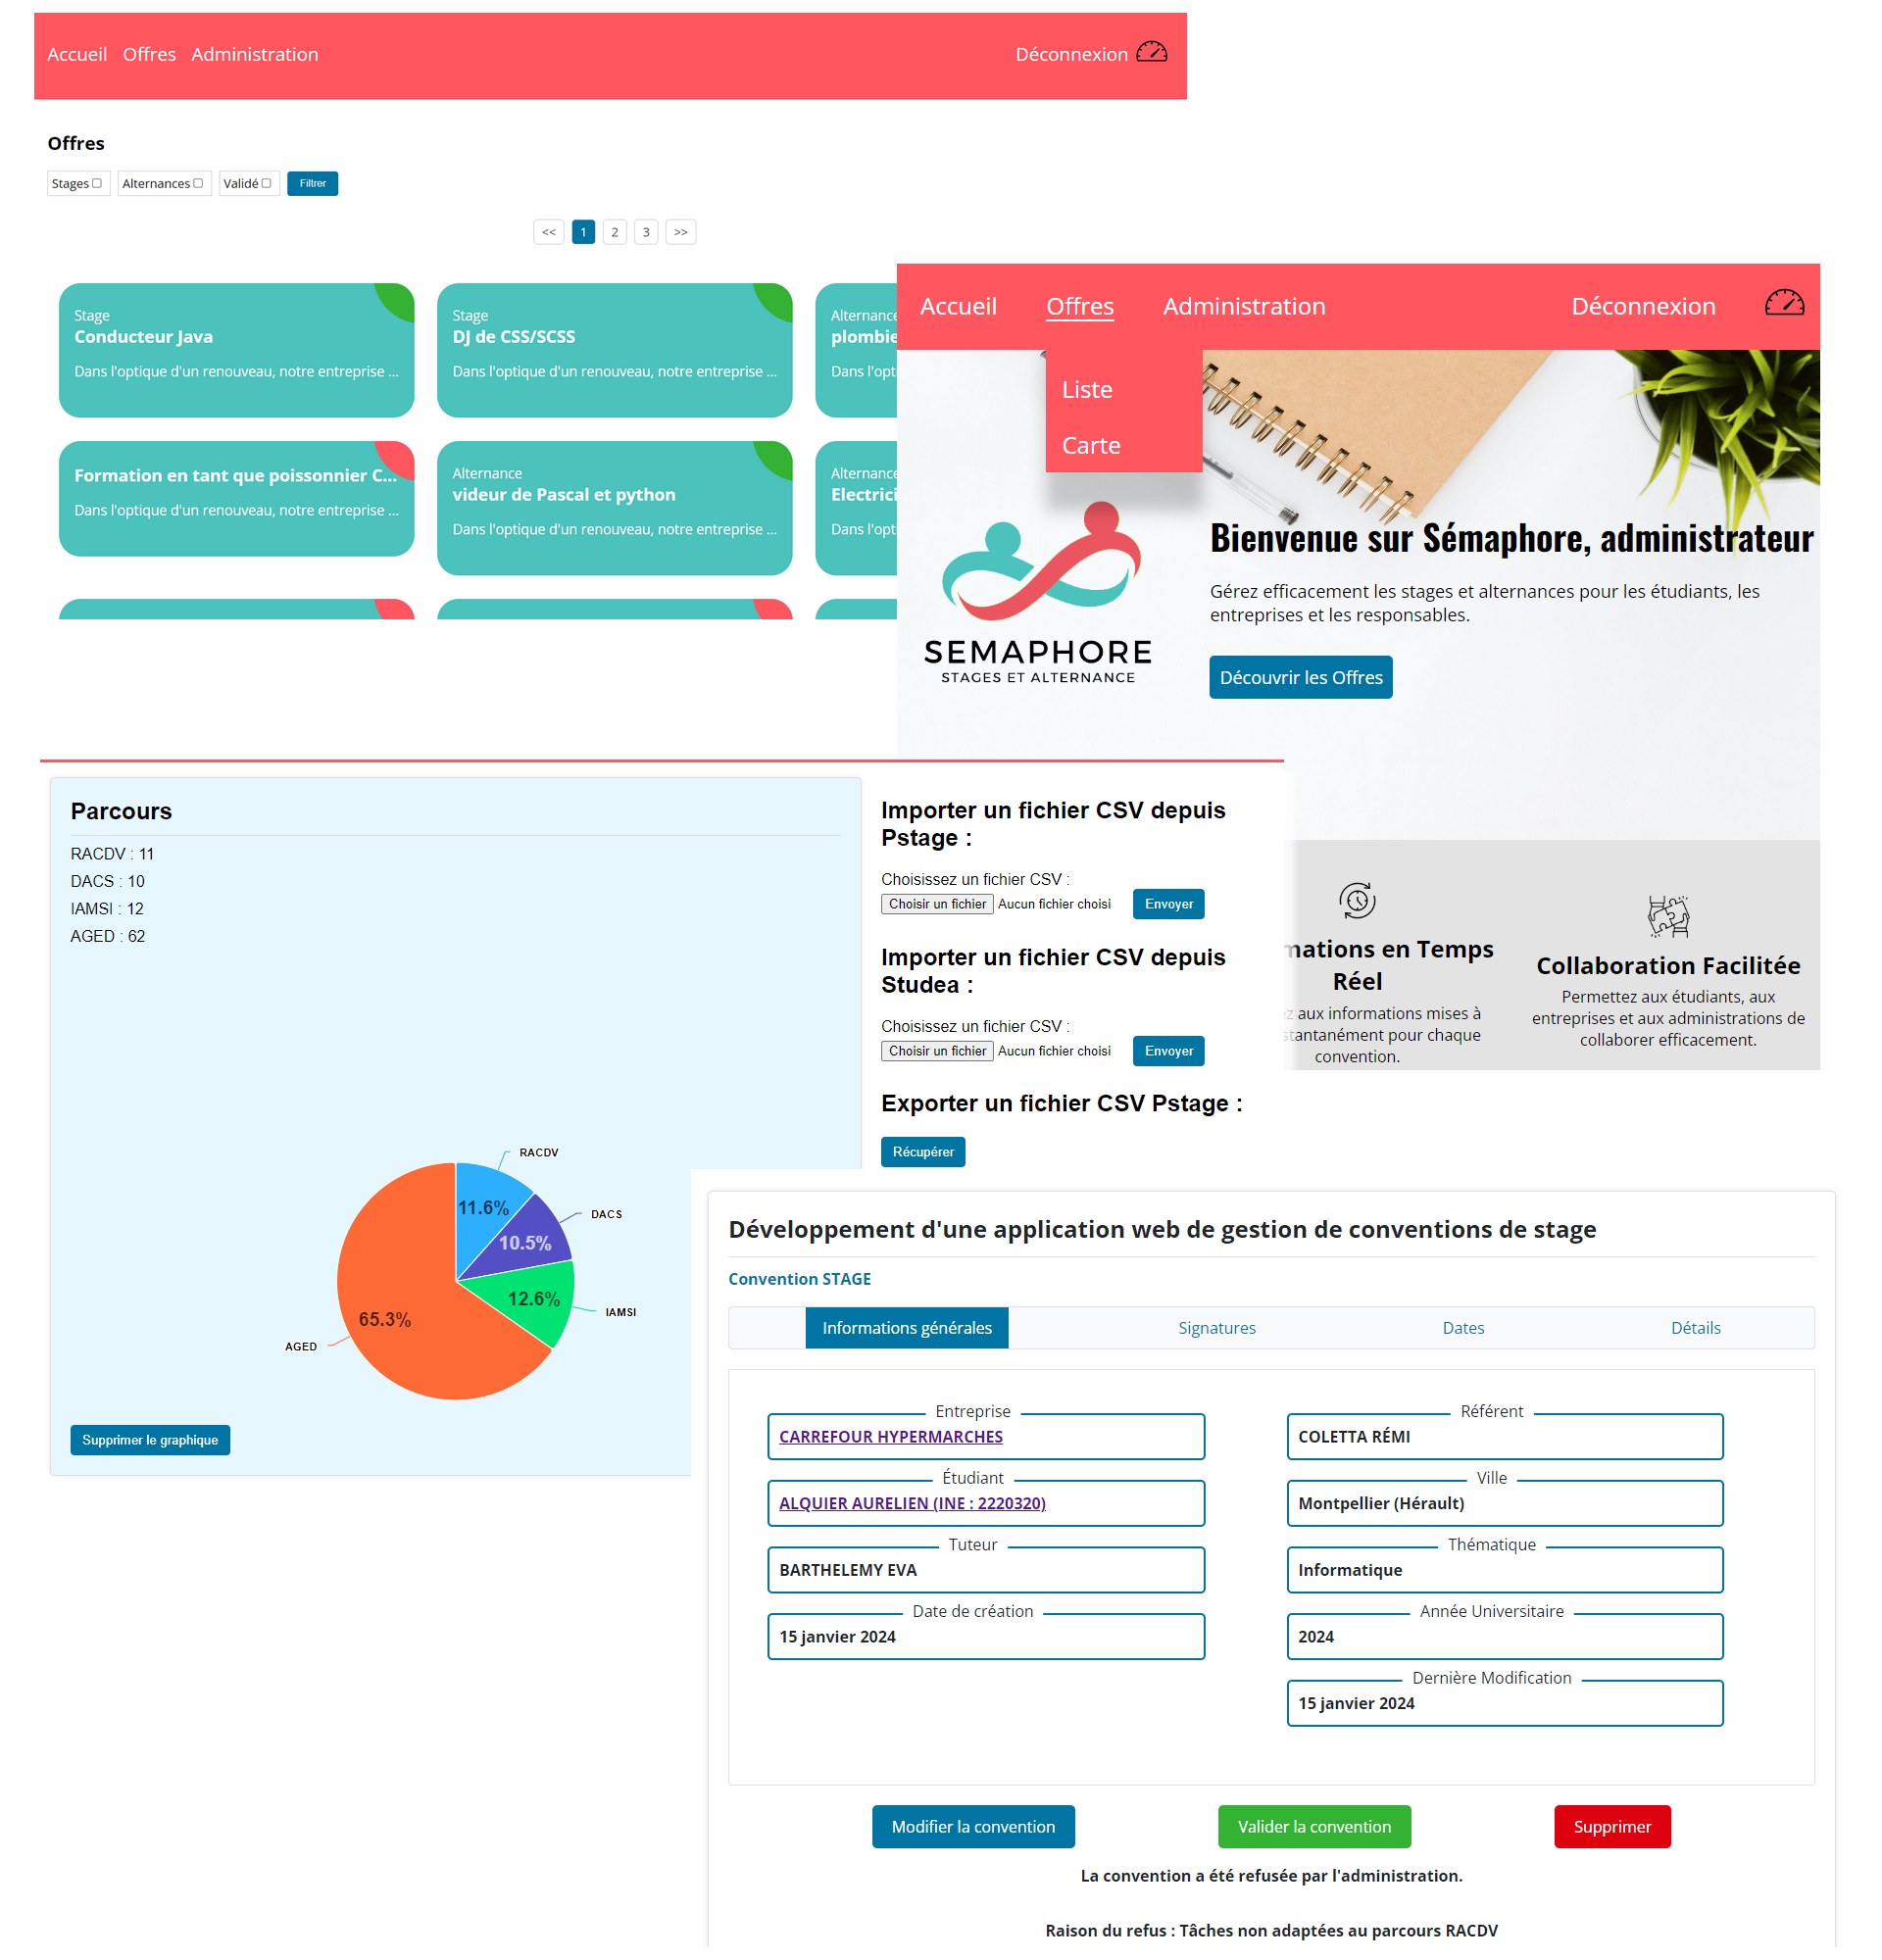 Accueil Offres Administration Déconnexion
Offres
Stages Alternances Validé Filtrer
<< 1 2 3 >>
Stage
Conducteur Java
Dans l'optique d'un renouveau, notre entreprise ...
Stage
DJ de CSS/SCSS
Dans l'optique d'un renouveau, notre entreprise ...
Alternance
plombie
Dans l'opt
Formation en tant que poissonnier C...
Dans l'optique d'un renouveau, notre entreprise ...
Alternance
videur de Pascal et python
Dans l'optique d'un renouveau, notre entreprise ...
Alternance
Electrici
Dans l'opt
Accueil Offres Administration Déconnexion
Liste
Carte
SEMAPHORE
STAGES ET ALTERNANCE
Bienvenue sur Sémaphore, administrateur
Gérez efficacement les stages et alternances pour les étudiants, les
entreprises et les responsables.
Découvrir les Offres
mations en Temps
Réel
z aux informations mises à
stantanément pour chaque
convention.
Collaboration Facilitée
Permettez aux étudiants, aux
entreprises et aux administrations de
collaborer efficacement.
Parcours
RACDV : 11
DACS : 10
IAMSI : 12
AGED : 62
RACDV
11.6%
DACS
10.5%
IAMSI
12.6%
AGED
65.3%
Supprimer le graphique
Importer un fichier CSV depuis
Pstage :
Choisissez un fichier CSV :
Choisir un fichier Aucun fichier choisi Envoyer
Importer un fichier CSV depuis
Studea :
Choisissez un fichier CSV :
Choisir un fichier Aucun fichier choisi Envoyer
Exporter un fichier CSV Pstage :
Récupérer
Développement d'une application web de gestion de conventions de stage
Convention STAGE
Informations générales Signatures Dates Détails
Entreprise
CARREFOUR HYPERMARCHES
Étudiant
ALQUIER AURELIEN (INE : 2220320)
Tuteur
BARTHELEMY EVA
Date de création
15 janvier 2024
Référent
COLETTA RÉMI
Ville
Montpellier (Hérault)
Thématique
Informatique
Année Universitaire
2024
Dernière Modification
15 janvier 2024
Modifier la convention Valider la convention Supprimer
La convention a été refusée par l'administration.
Raison du refus : Tâches non adaptées au parcours RACDV